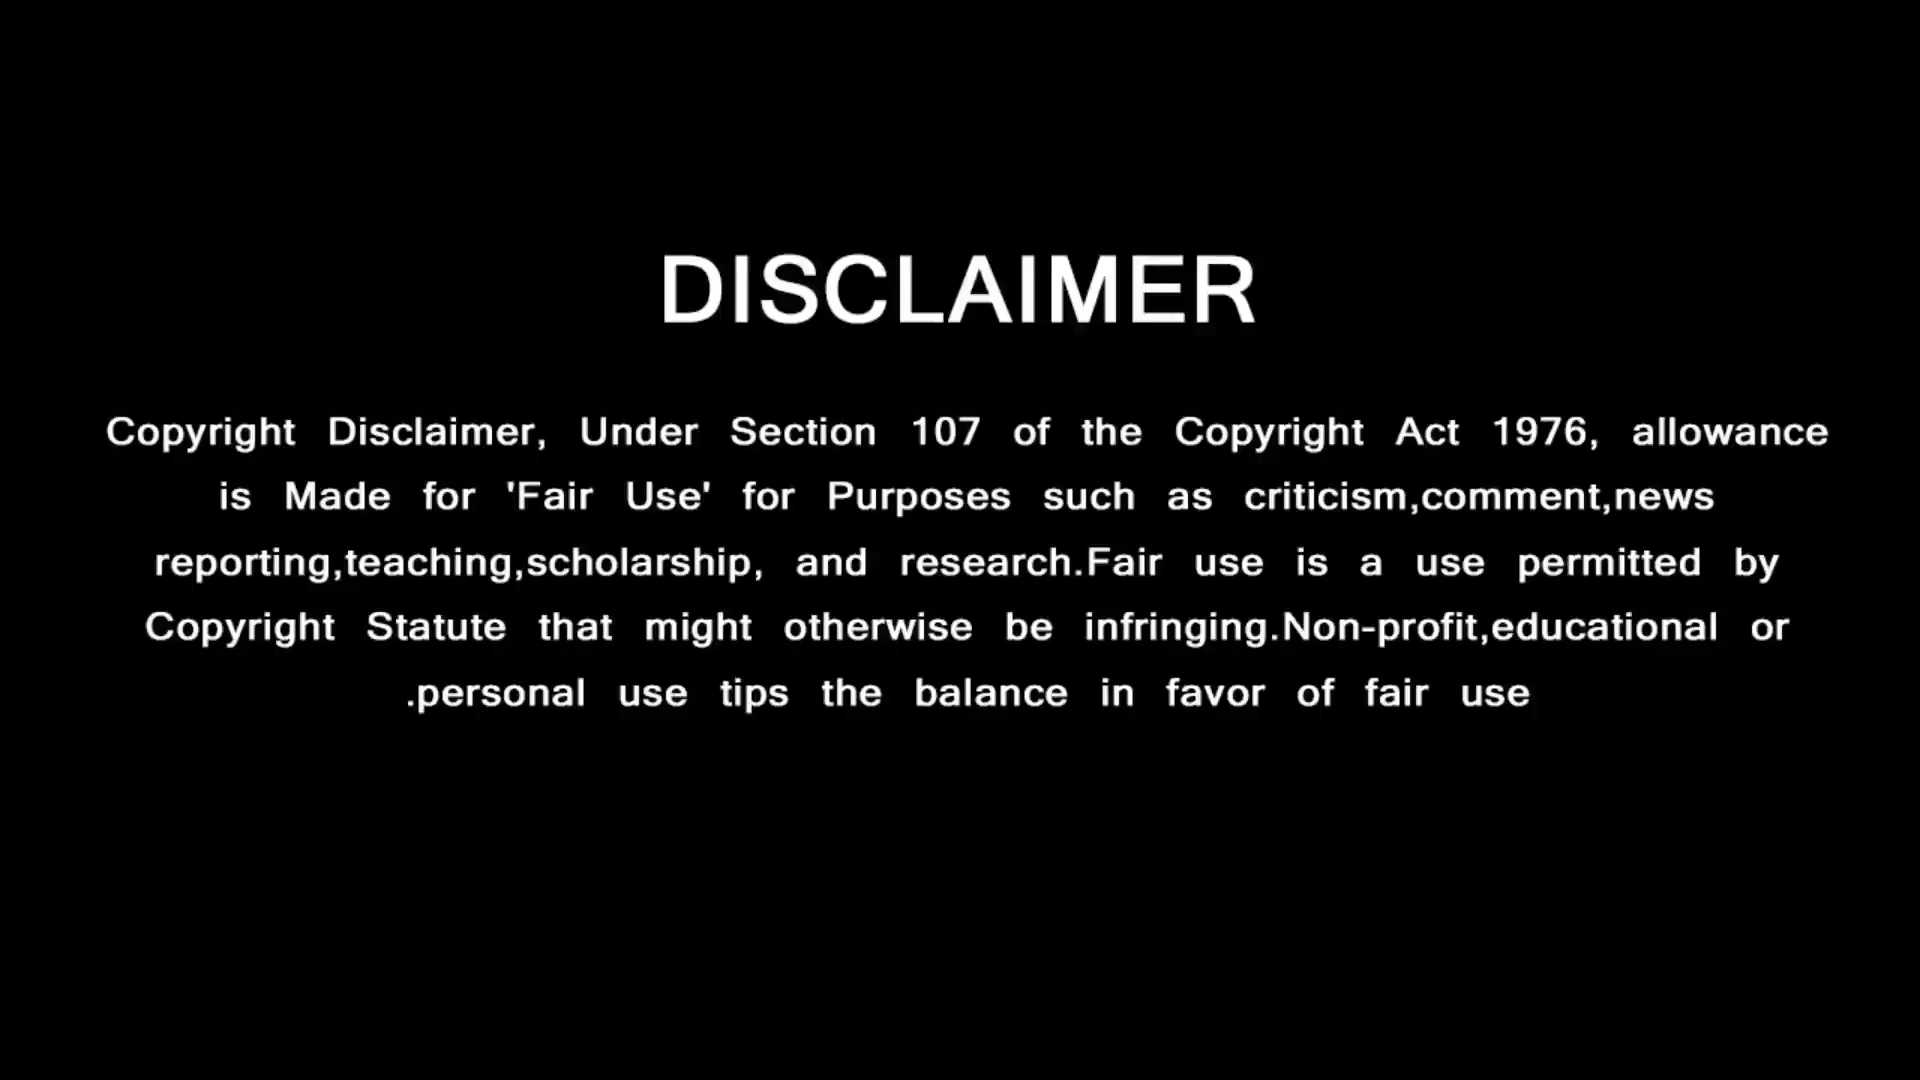 DISCLAIMER
Copyright Disclaimer, Under Section 107 of the Copyright Act 1976, allowance
is Made for 'Fair Use' for Purposes such as criticism,comment,news
reporting,teaching,scholarship, and research.Fair use is a use permitted by
Copyright Statute that might otherwise be infringing.Non-profit,educational or
.personal use tips the balance in favor of fair use